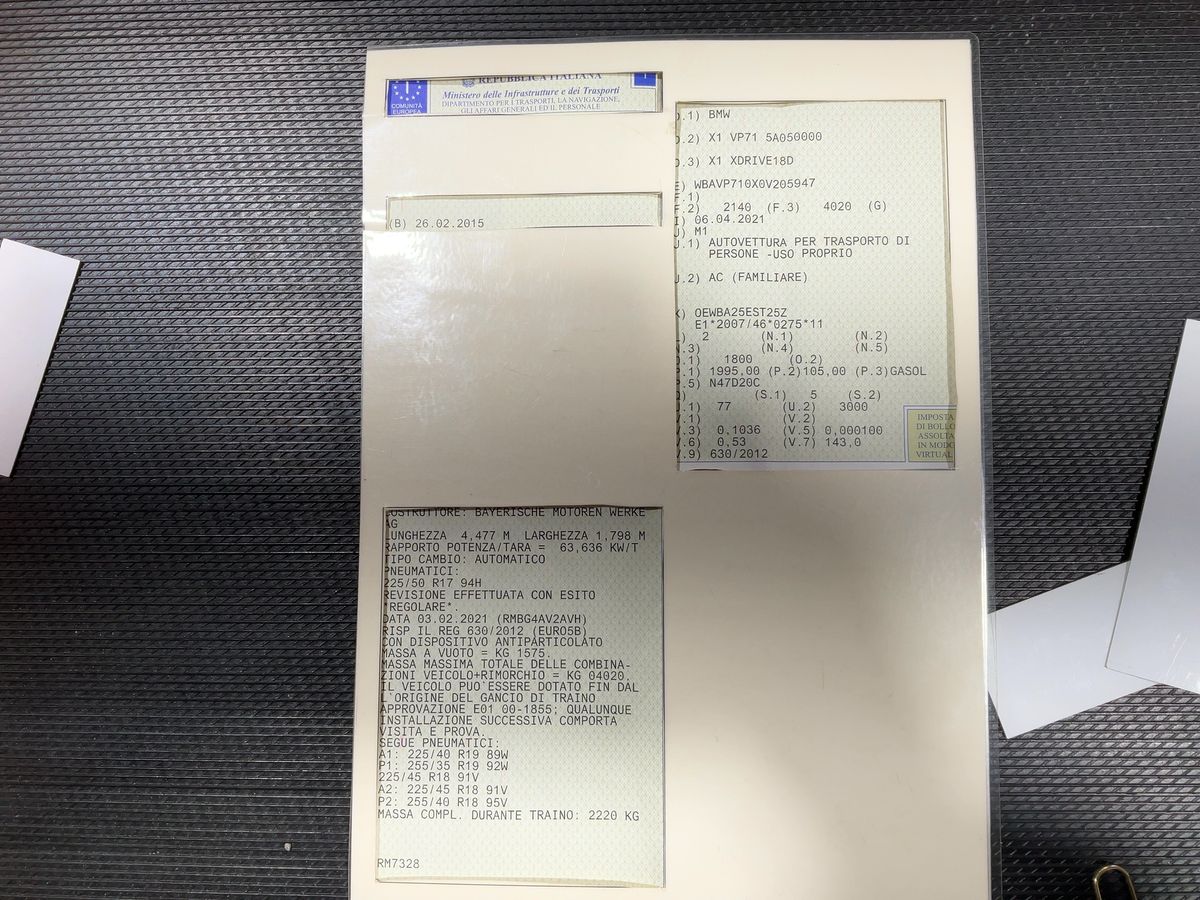 REPUBBLICA ITALIANA
Ministero delle Infrastrutture e dei Trasporti
DIPARTIMENTO PER I TRASPORTI, LA NAVIGAZIONE,
GLI AFFARI GENERALI ED IL PERSONALE
COMUNITÀ
EUROPEA
(B) 26.02.2015
.1) BMW
.2) X1 VP71 5A050000
.3) X1 XDRIVE18D
) WBAVP710X0V205947
.1)
.2) 2140 (F.3) 4020 (G)
) 06.04.2021
) M1
.1) AUTOVETTURA PER TRASPORTO DI
PERSONE -USO PROPRIO
.2) AC (FAMILIARE)
) OEWBA25EST25Z
E1*2007/46*0275*11
) 2 (N.1) (N.2)
.3) (N.4) (N.5)
.1) 1800 (O.2)
.1) 1995,00 (P.2)105,00 (P.3)GASOL
.5) N47D20C
) (S.1) 5 (S.2)
.1) 77 (U.2) 3000
.1) (V.2)
.3) 0,1036 (V.5) 0,000100
.6) 0,53 (V.7) 143,0
.9) 630/2012
IMPOSTA
DI BOLLO
ASSOLTA
IN MODO
VIRTUAL
OSTRUTTORE: BAYERISCHE MOTOREN WERKE
AG
LUNGHEZZA 4,477 M LARGHEZZA 1,798 M
RAPPORTO POTENZA/TARA = 63,636 KW/T
TIPO CAMBIO: AUTOMATICO
PNEUMATICI:
225/50 R17 94H
REVISIONE EFFETTUATA CON ESITO
*REGOLARE*.
DATA 03.02.2021 (RMBG4AV2AVH)
RISP IL REG 630/2012 (EURO5B)
CON DISPOSITIVO ANTIPARTICOLATO
MASSA A VUOTO = KG 1575.
MASSA MASSIMA TOTALE DELLE COMBINA-
ZIONI VEICOLO+RIMORCHIO = KG 04020.
IL VEICOLO PUO'ESSERE DOTATO FIN DAL
L'ORIGINE DEL GANCIO DI TRAINO
APPROVAZIONE E01 00-1855; QUALUNQUE
INSTALLAZIONE SUCCESSIVA COMPORTA
VISITA E PROVA.
SEGUE PNEUMATICI:
A1: 225/40 R19 89W
P1: 255/35 R19 92W
225/45 R18 91V
A2: 225/45 R18 91V
P2: 255/40 R18 95V
MASSA COMPL. DURANTE TRAINO: 2220 KG
RM7328